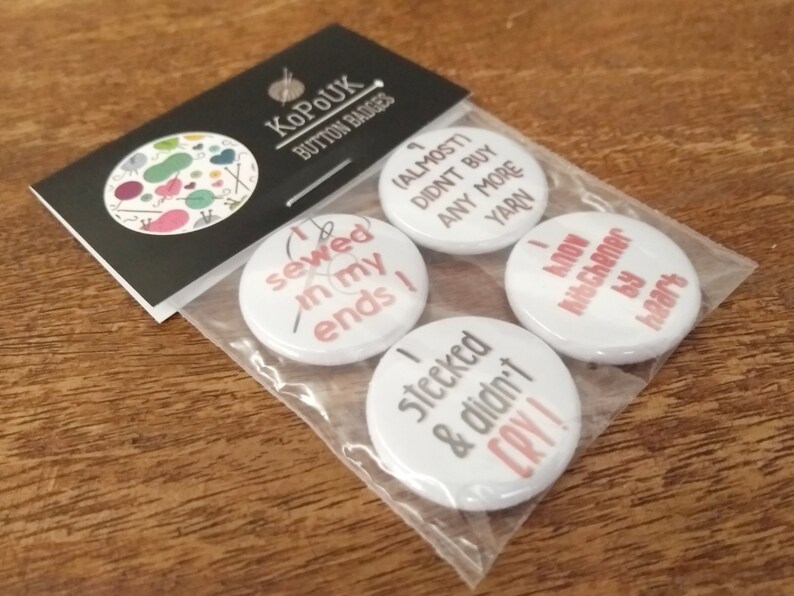 KoPoUK
BUTTON BADGES
I
(ALMOST)
DIDNT BUY
ANY MORE
YARN
I
sewed
in my
ends!
I
know
kitchener
by
heart
I
steeked
& didn't
CRY!